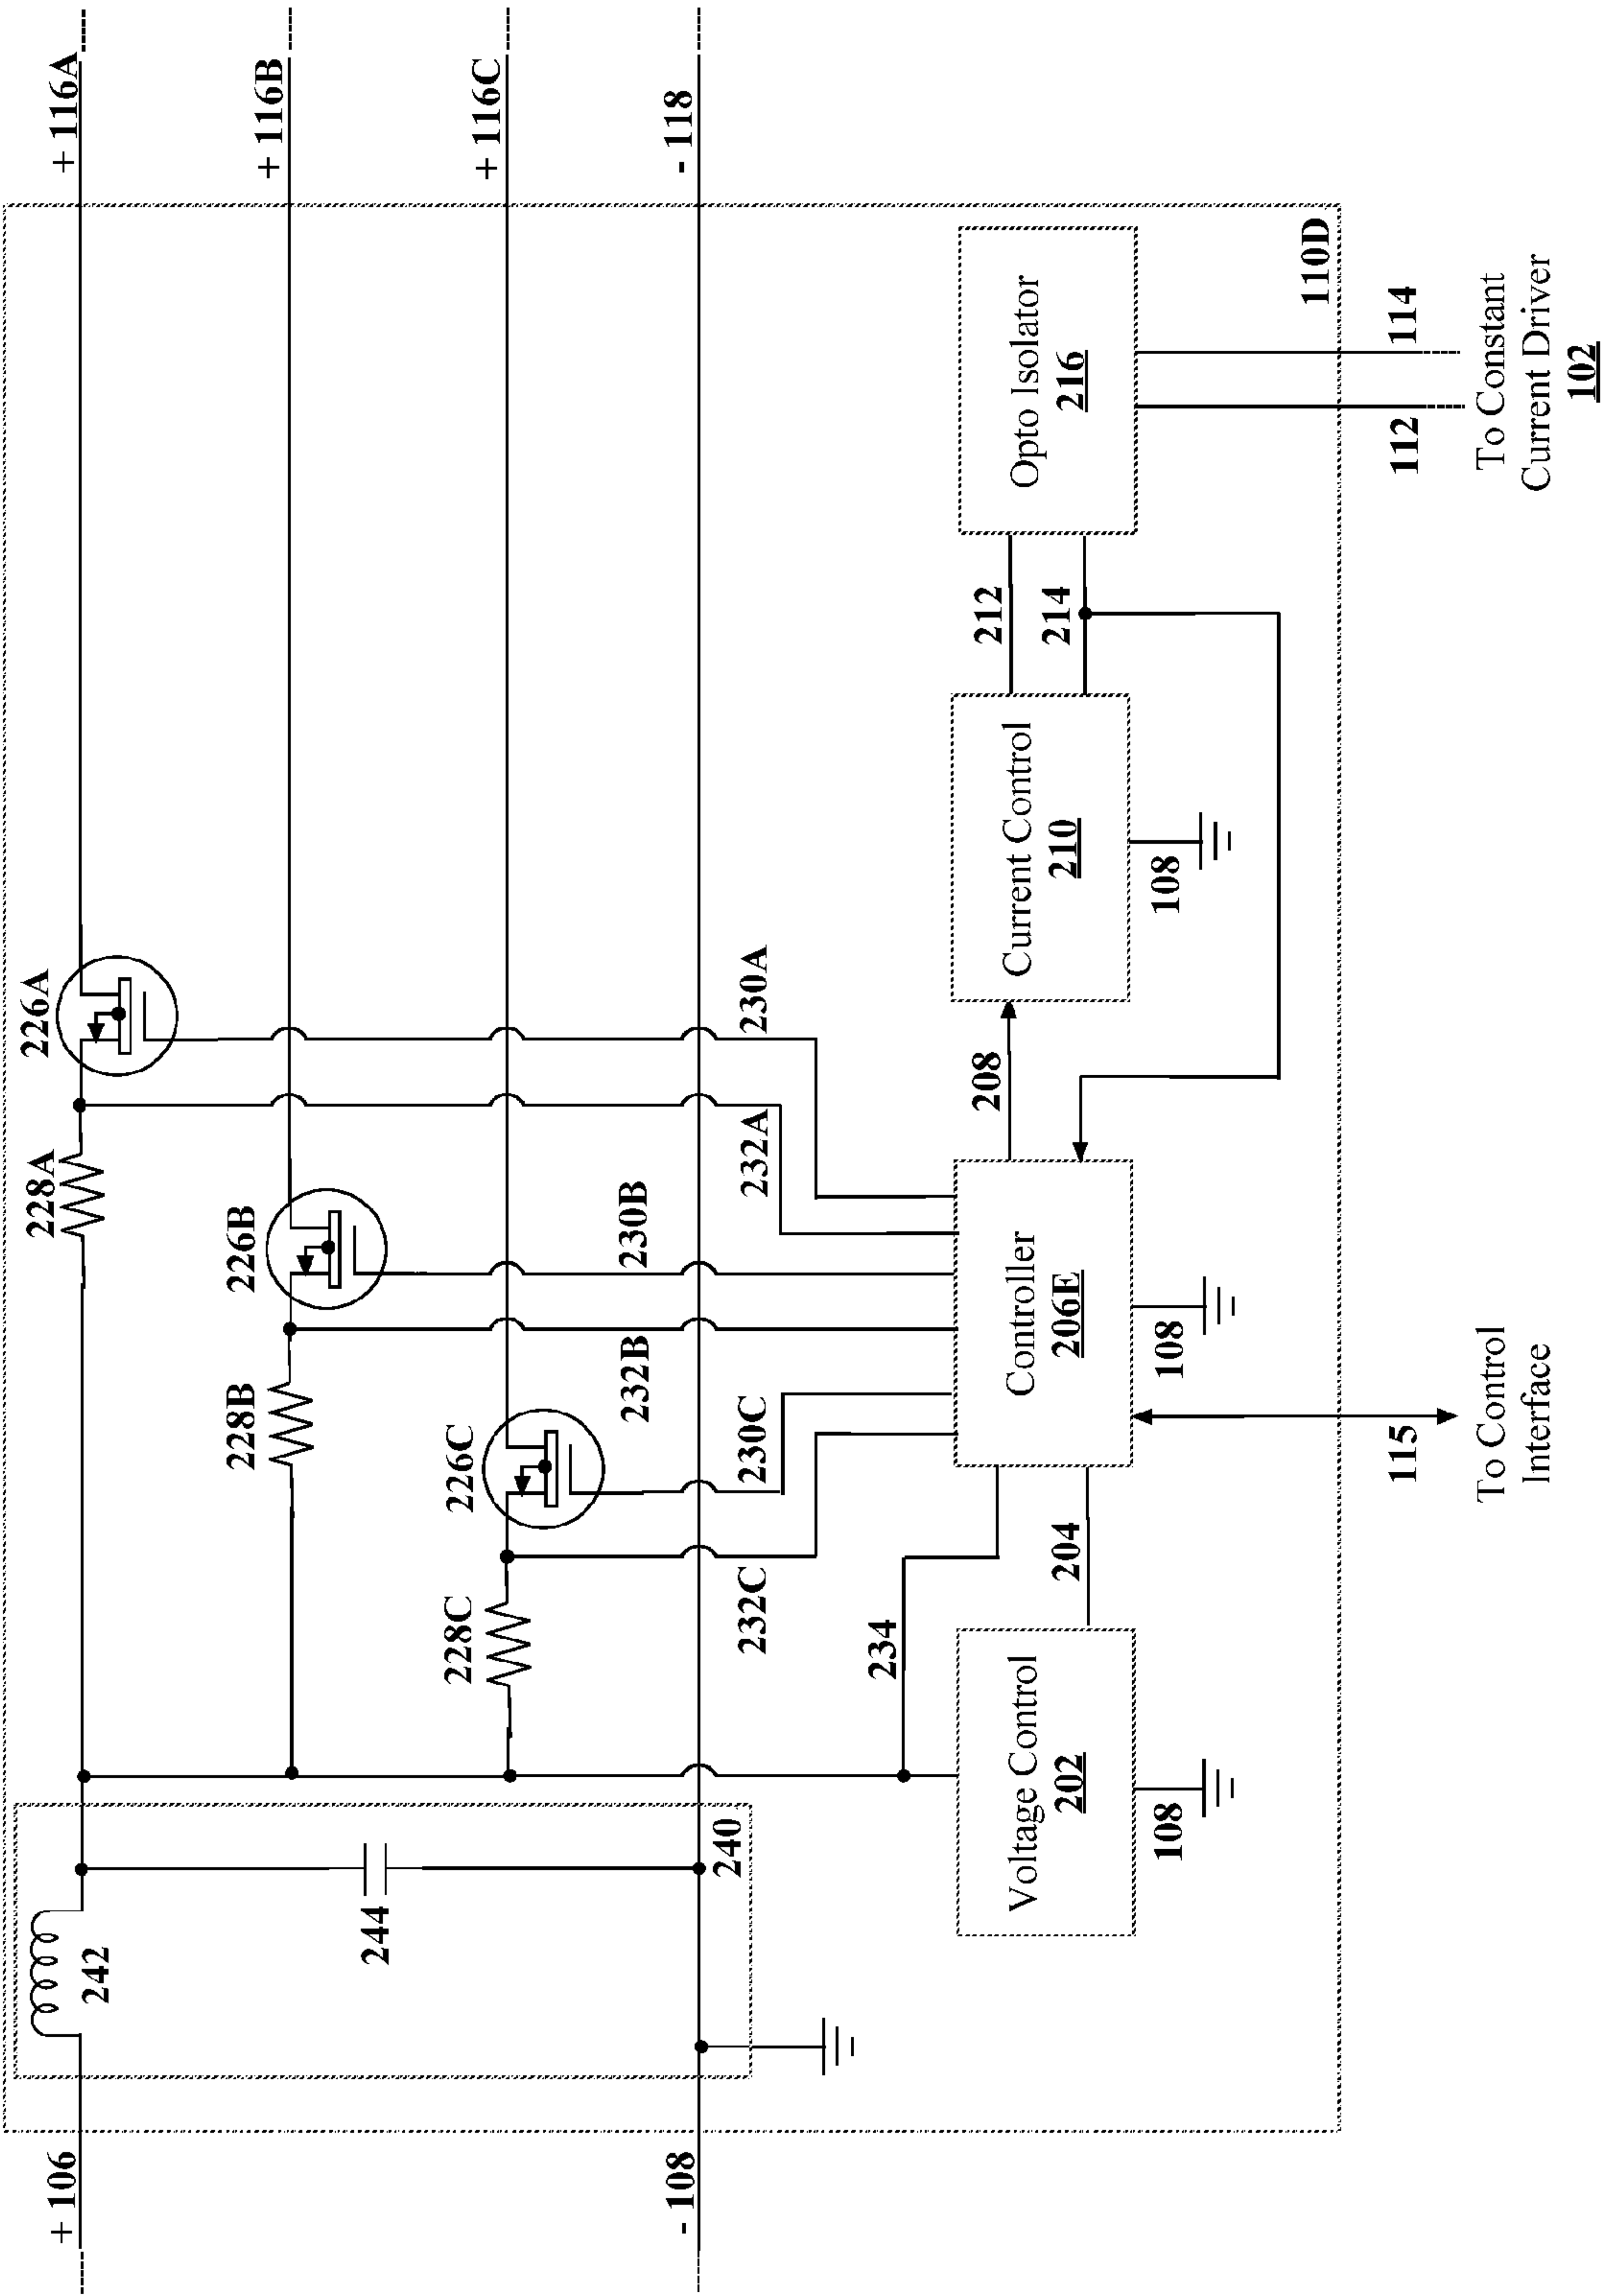 + 106
242
228A
226A
+ 116A
228B
226B
+ 116B
244
228C
226C
+ 116C
232B
230B
- 108
240
- 118
232C
230C
232A
230A
234
204
208
212
214
Voltage Control
202
Controller
206E
Current Control
210
Opto Isolator
216
108
108
108
110D
115
112
114
To Control
Interface
To Constant
Current Driver
102